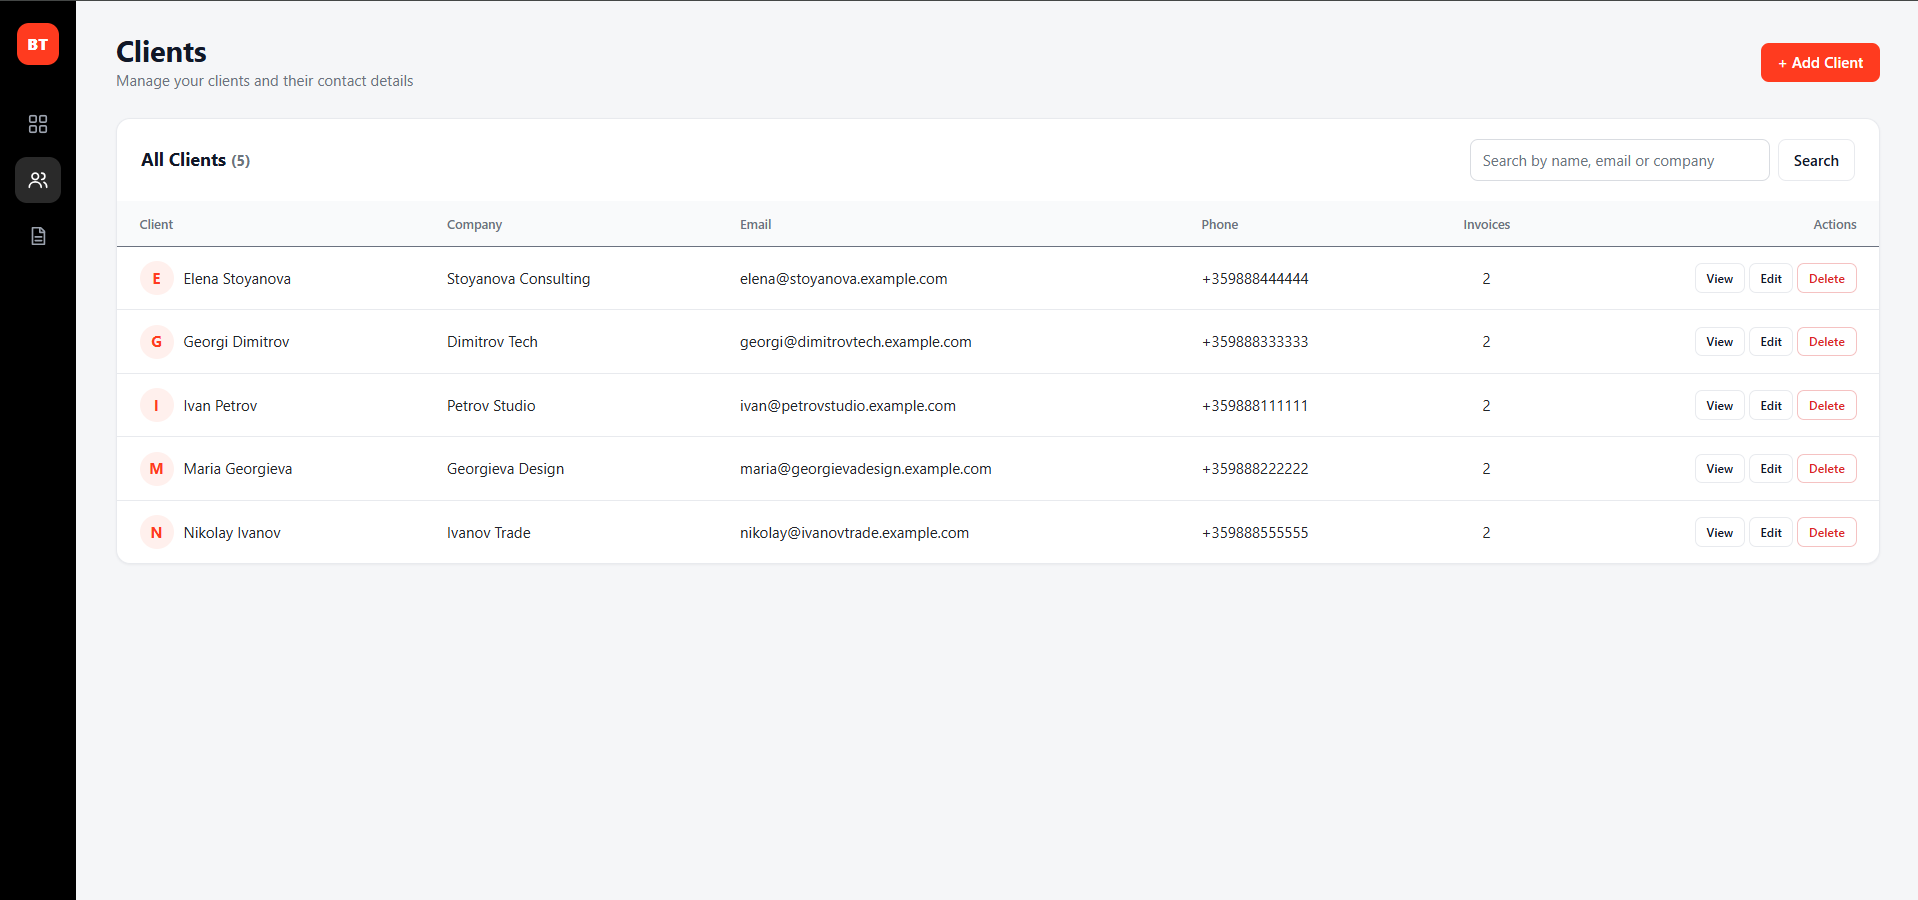 BT
Clients
Manage your clients and their contact details
+ Add Client
All Clients (5)
Search by name, email or company
Search
Client Company Email Phone Invoices Actions
E Elena Stoyanova Stoyanova Consulting elena@stoyanova.example.com +359888444444 2 View Edit Delete
G Georgi Dimitrov Dimitrov Tech georgi@dimitrovtech.example.com +359888333333 2 View Edit Delete
I Ivan Petrov Petrov Studio ivan@petrovstudio.example.com +359888111111 2 View Edit Delete
M Maria Georgieva Georgieva Design maria@georgievadesign.example.com +359888222222 2 View Edit Delete
N Nikolay Ivanov Ivanov Trade nikolay@ivanovtrade.example.com +359888555555 2 View Edit Delete